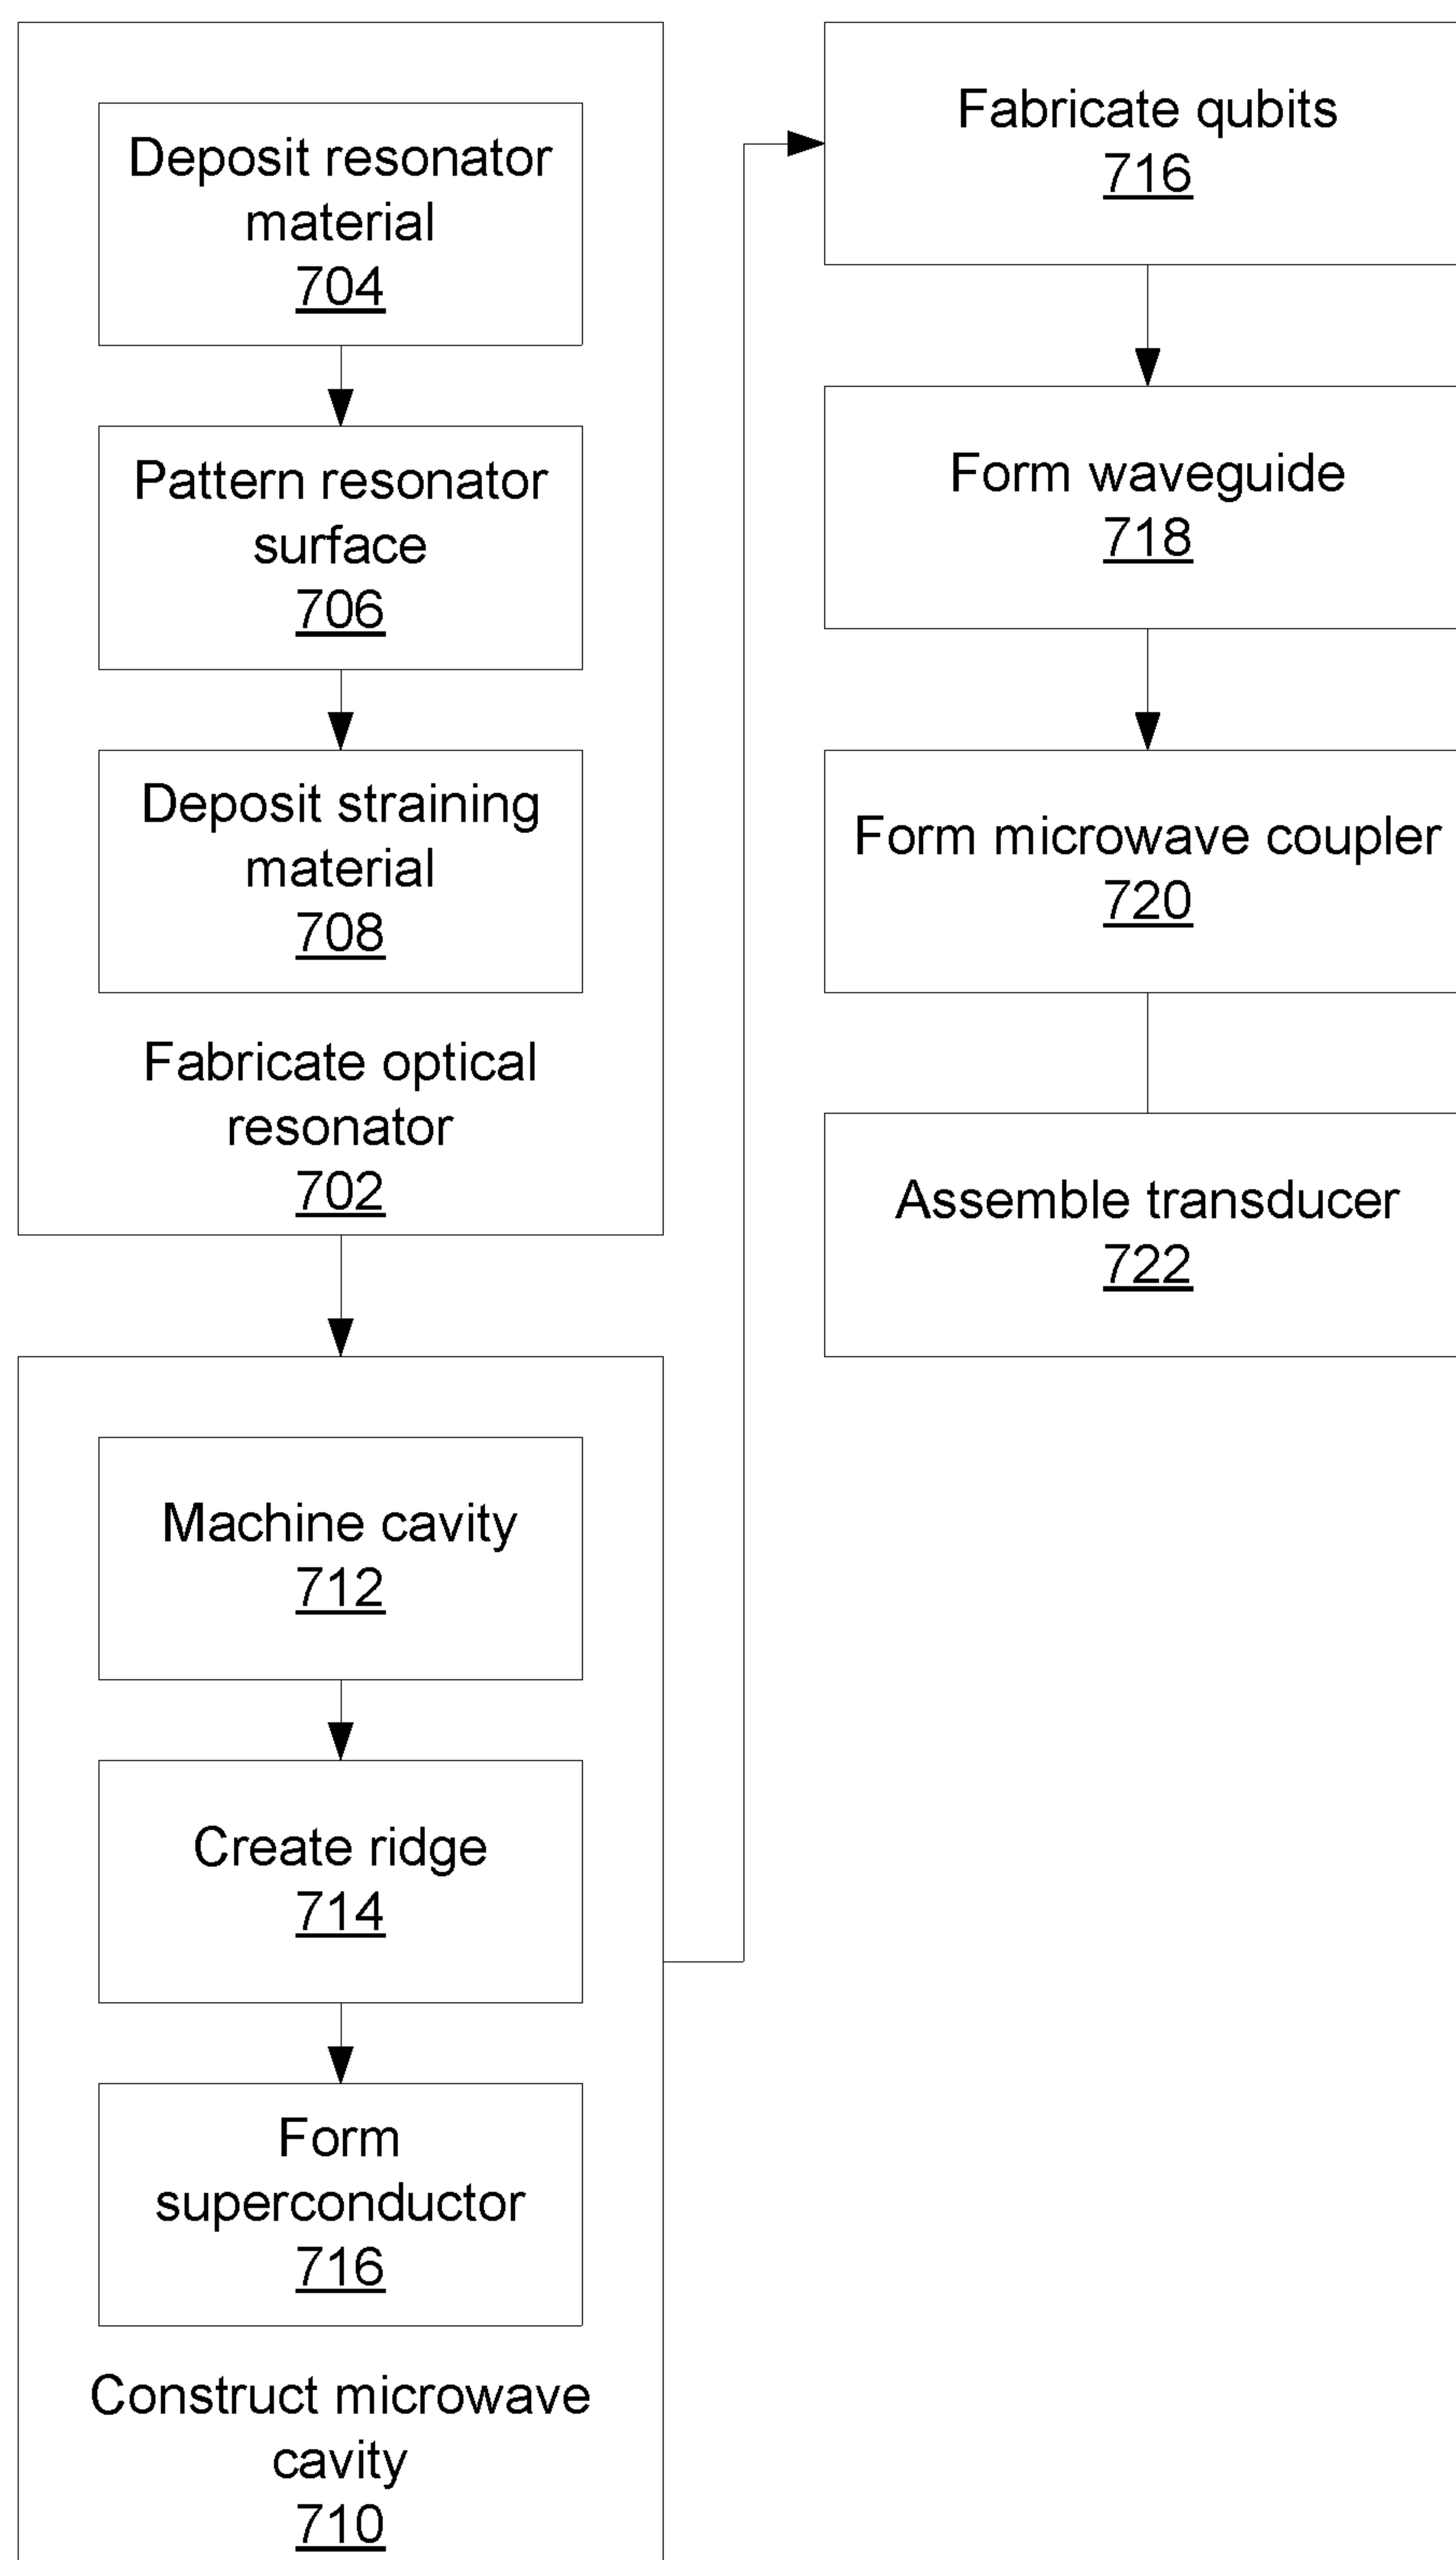 Deposit resonator
material
704
Pattern resonator
surface
706
Deposit straining
material
708
Fabricate optical
resonator
702
Machine cavity
712
Create ridge
714
Form
superconductor
716
Construct microwave
cavity
710
Fabricate qubits
716
Form waveguide
718
Form microwave coupler
720
Assemble transducer
722